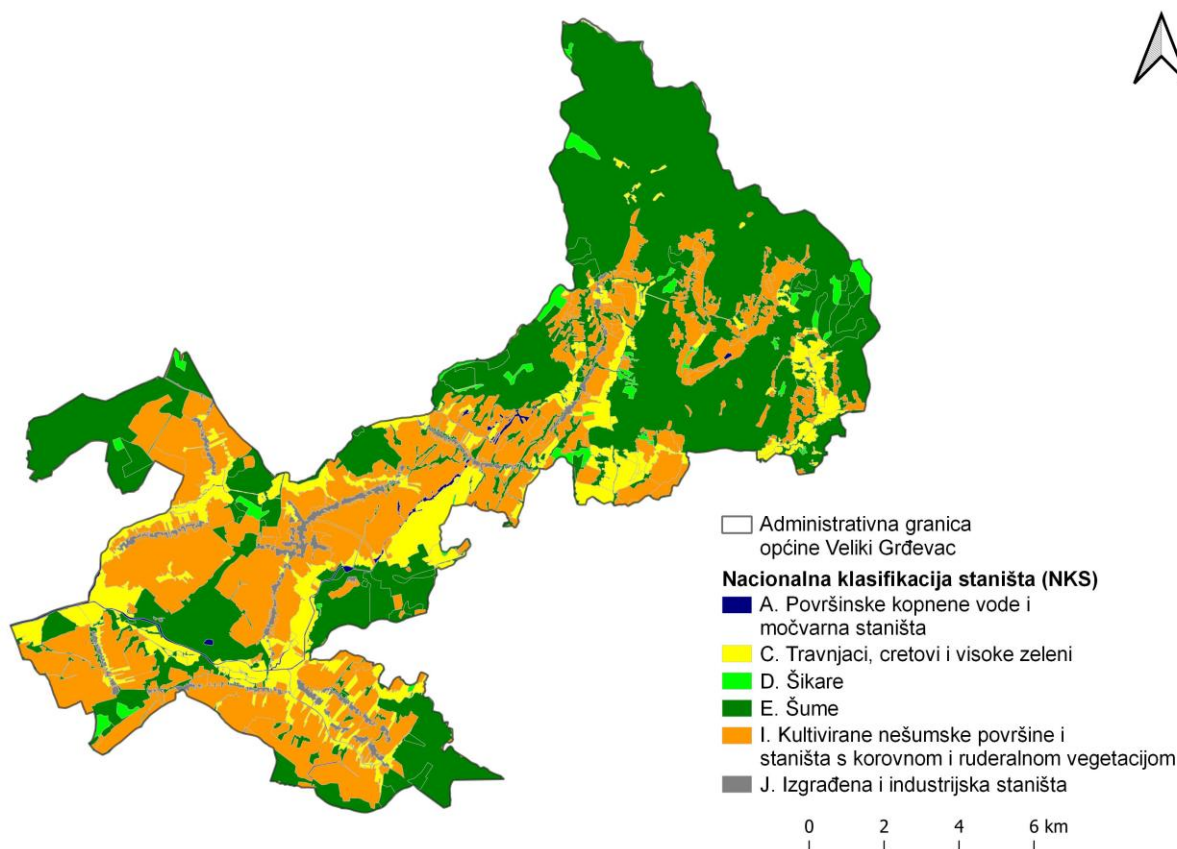 Administrativna granica
općine Veliki Grđevac
Nacionalna klasifikacija staništa (NKS)
A. Površinske kopnene vode i
močvarna staništa
C. Travnjaci, cretovi i visoke zeleni
D. Šikare
E. Šume
I. Kultivirane nešumske površine i
staništa s korovnom i ruderalnom vegetacijom
J. Izgrađena i industrijska staništa
0 2 4 6 km